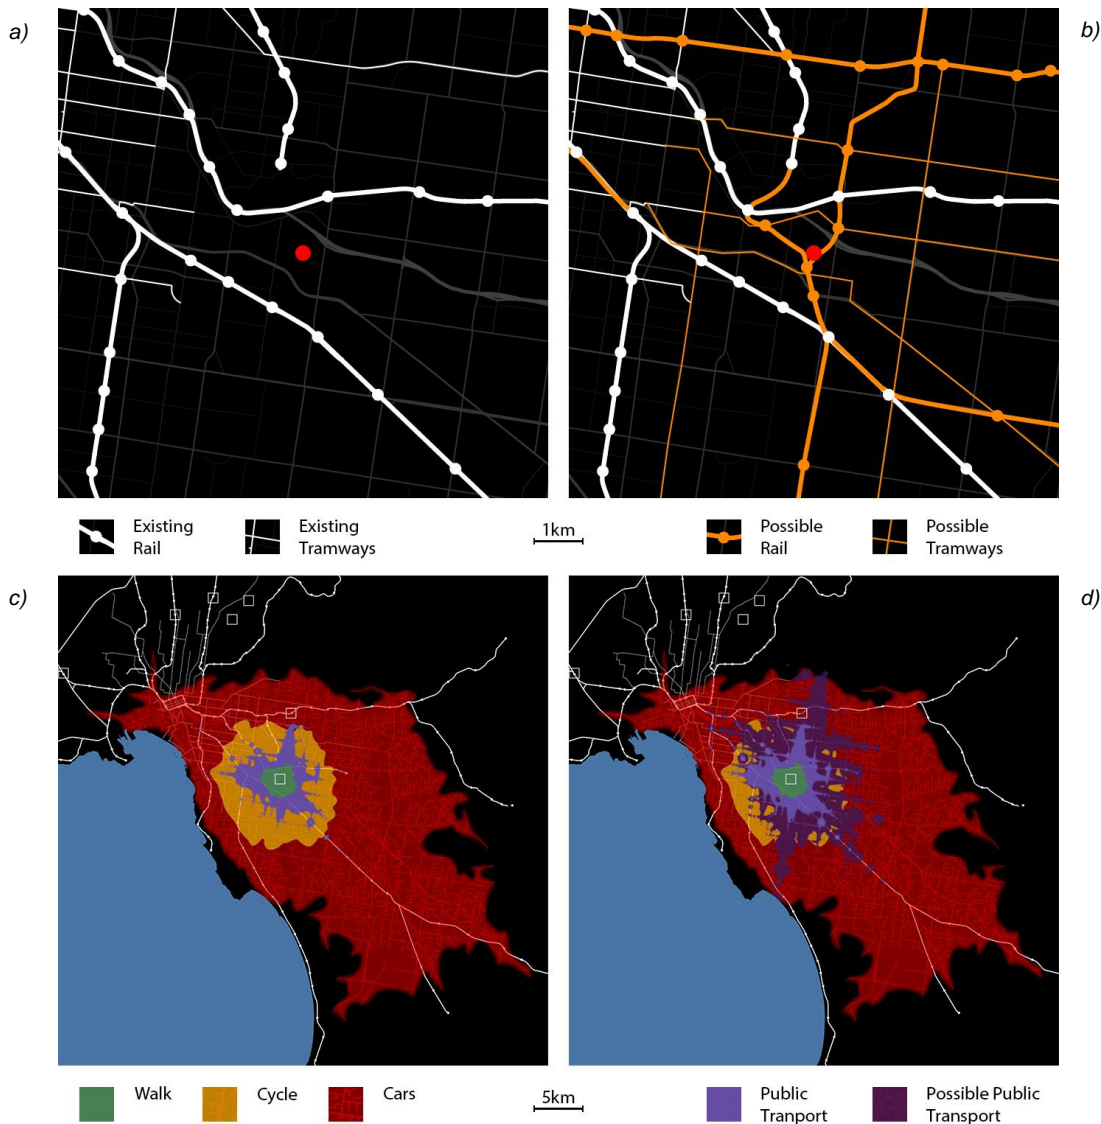 a)
b)
Existing
Rail
Existing
Tramways
1km
Possible
Rail
Possible
Tramways
c)
d)
Walk
Cycle
Cars
5km
Public
Tranport
Possible Public
Transport